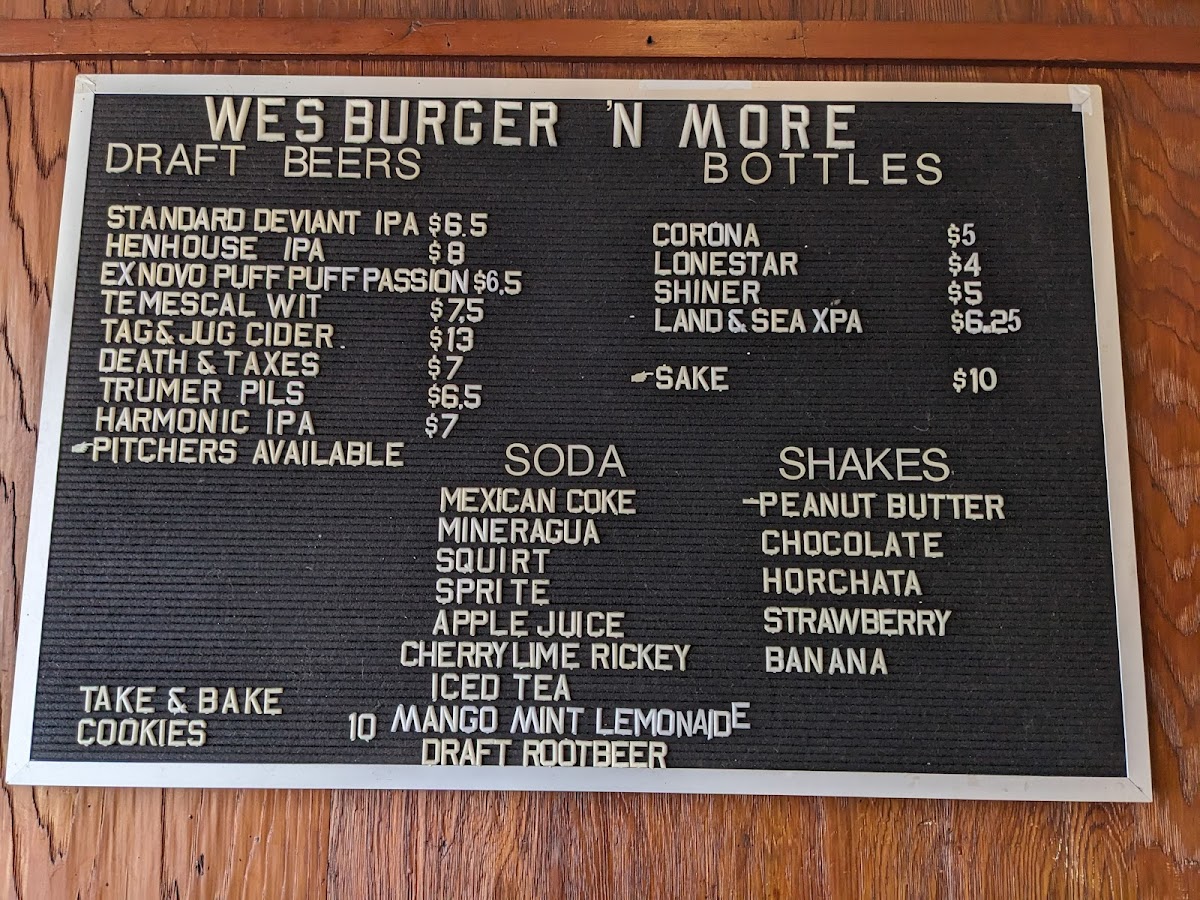 WES BURGER 'N MORE
DRAFT BEERS
STANDARD DEVIANT IPA $6.5
HENHOUSE IPA $8
EX NOVO PUFF PUFF PASSION $6.5
TEMESCAL WIT $7.5
TAG & JUG CIDER $13
DEATH & TAXES $7
TRUMER PILS $6.5
HARMONIC IPA $7
PITCHERS AVAILABLE
BOTTLES
CORONA $5
LONESTAR $4
SHINER $5
LAND & SEA XPA $6.25
SAKE $10
SODA
MEXICAN COKE
MINERAGUA
SQUIRT
SPRITE
APPLE JUICE
CHERRY LIME RICKEY
ICED TEA
MANGO MINT LEMONADE
DRAFT ROOTBEER
SHAKES
PEANUT BUTTER
CHOCOLATE
HORCHATA
STRAWBERRY
BANANA
TAKE & BAKE
COOKIES 10